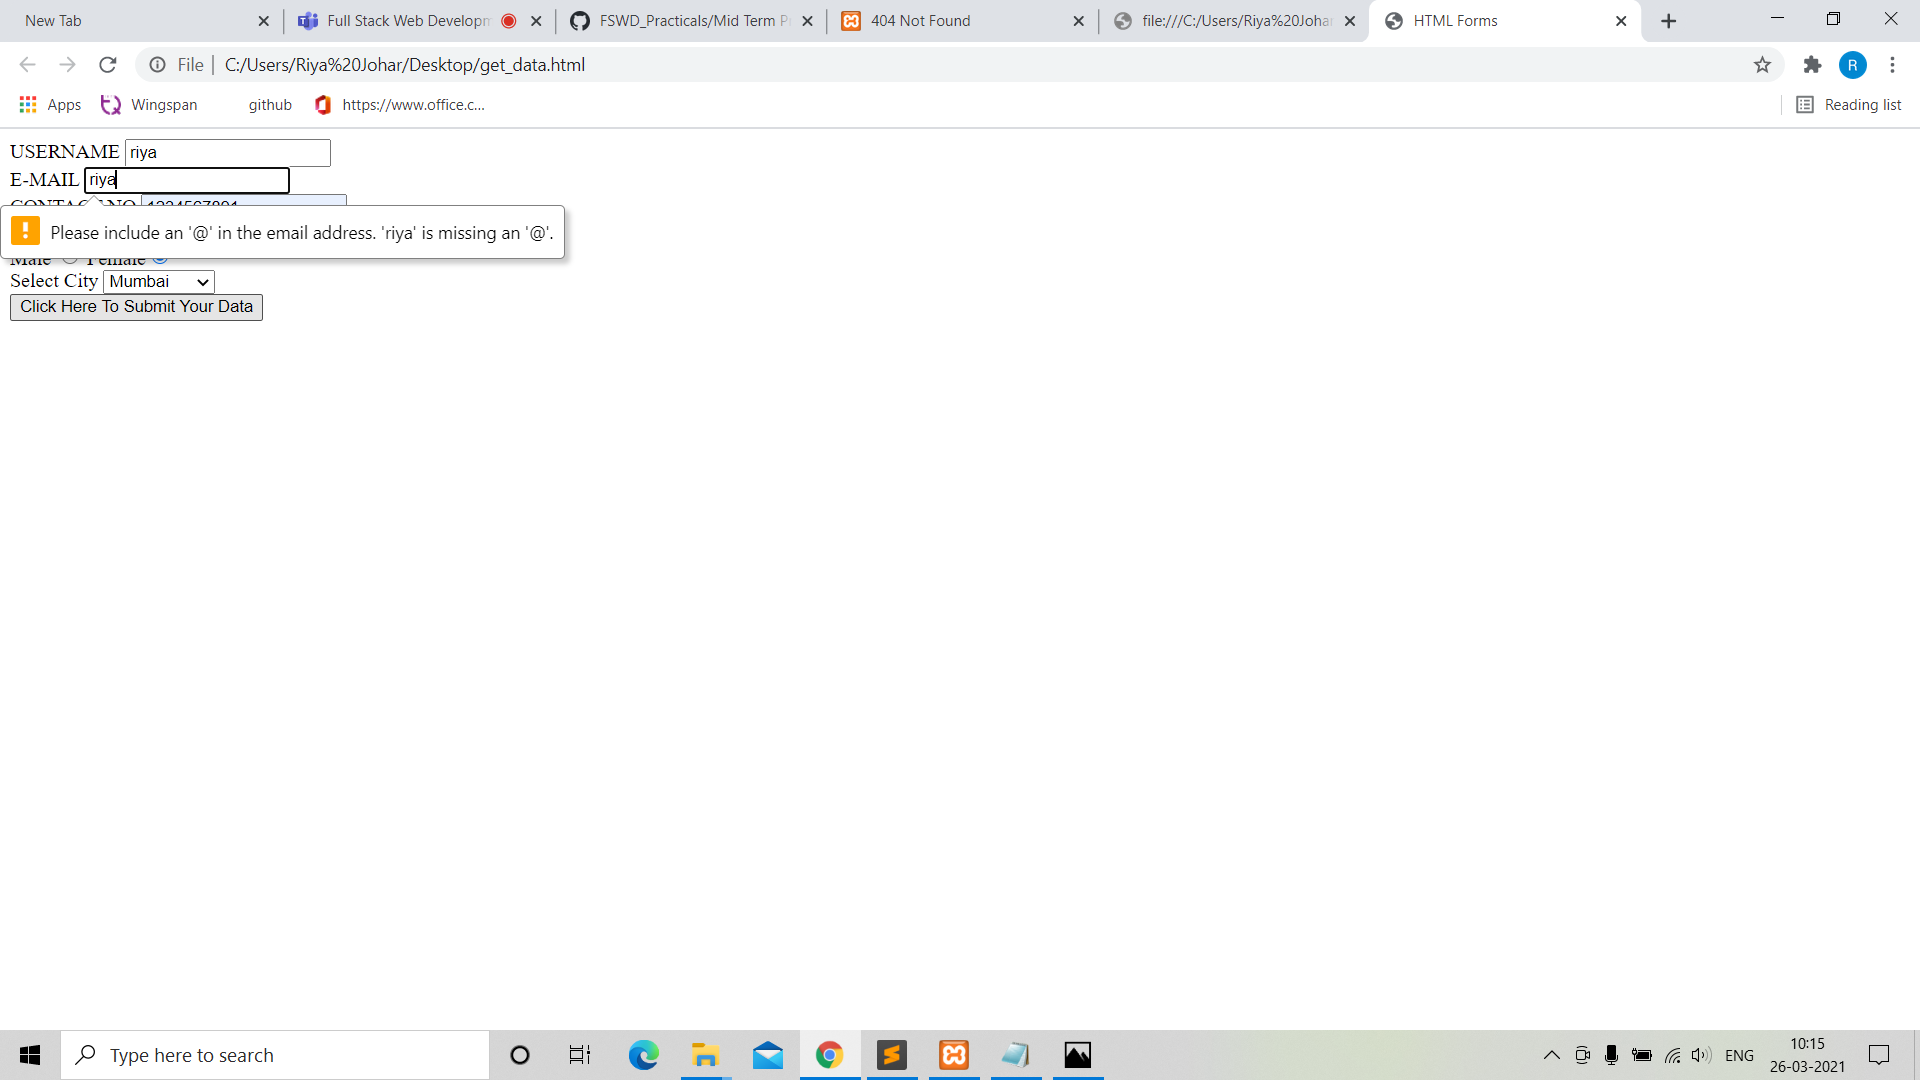 New Tab
Full Stack Web Developm
FSWD_Practicals/Mid Term P
404 Not Found
file:///C:/Users/Riya%20Johar
HTML Forms
File
C:/Users/Riya%20Johar/Desktop/get_data.html
R
Apps
Wingspan
github
https://www.office.c...
Reading list
USERNAME riya
E-MAIL riya
CONTACT NO 1234567891
Please include an '@' in the email address. 'riya' is missing an '@'.
Male Female
Select City Mumbai
Click Here To Submit Your Data
Type here to search
ENG
10:15
26-03-2021